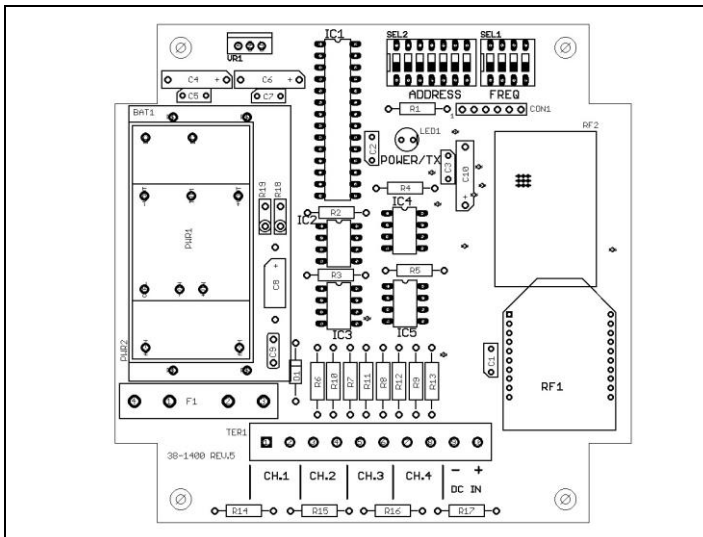 IC1
SEL2
SEL1
VR1
C4 +
C6 +
C5
C7
ADDRESS
FREQ
BAT1
R1
1
CON1
LED1
RF2
C2
POWER/TX
C3
C10
+
R19
R18
R4
R2
IC4
IC2
PWR1
R3
R5
+
C8
IC3
IC5
PWR2
C9
D1
R6
R10
R7
R11
R8
R12
R9
R13
C1
RF1
F1
TER1
38-1400 REV.5
CH.1
CH.2
CH.3
CH.4
- +
DC IN
R14
R15
R16
R17